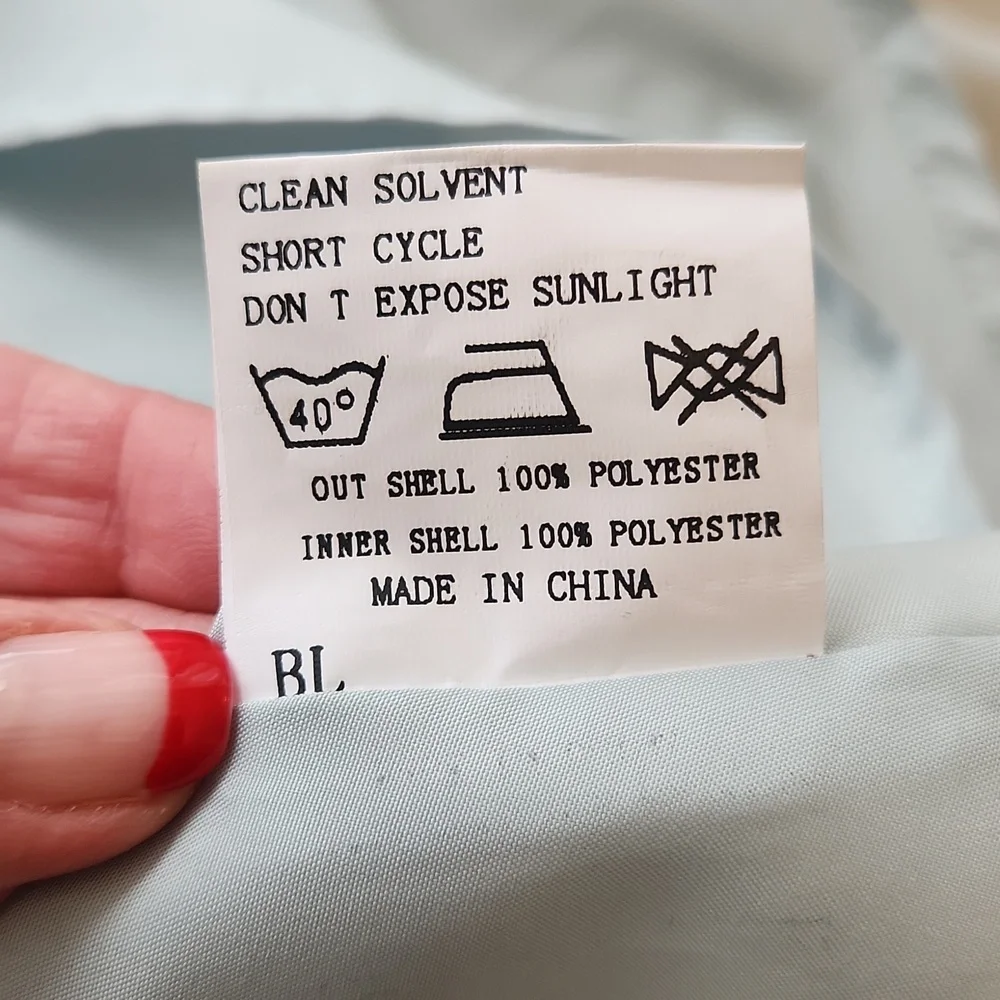 CLEAN SOLVENT
SHORT CYCLE
DON T EXPOSE SUNLIGHT
40°
OUT SHELL 100% POLYESTER
INNER SHELL 100% POLYESTER
MADE IN CHINA
BL